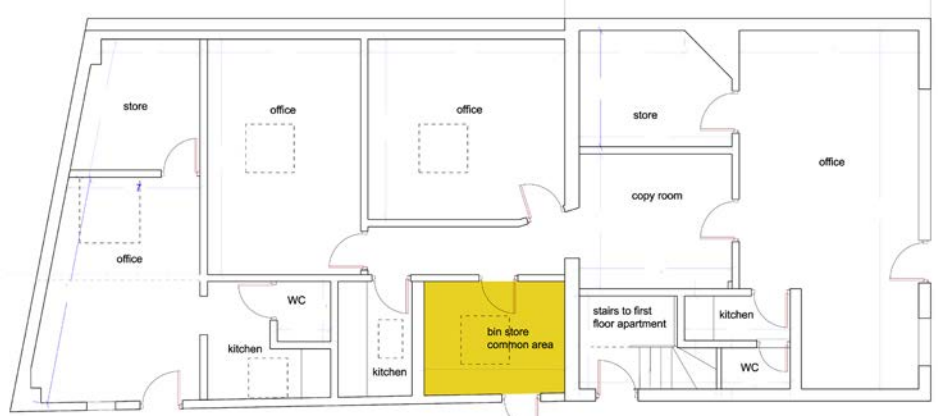 store
office
office
store
office
copy room
office
WC
kitchen
kitchen
bin store
common area
stairs to first
floor apartment
kitchen
WC